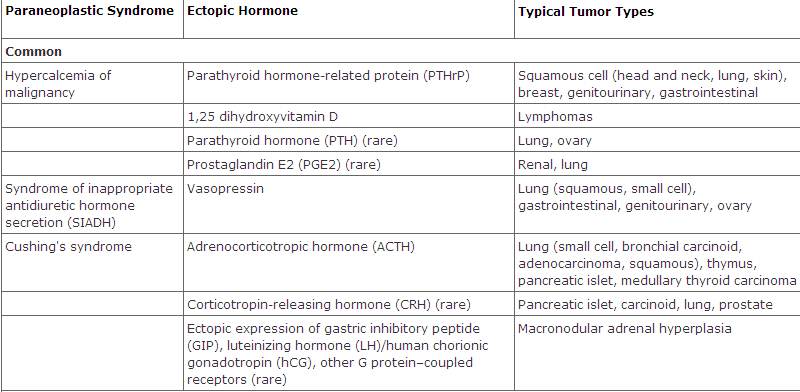 Paraneoplastic Syndrome Ectopic Hormone Typical Tumor Types
Common
Hypercalcemia of malignancy Parathyroid hormone-related protein (PTHrP) Squamous cell (head and neck, lung, skin), breast, genitourinary, gastrointestinal
1,25 dihydroxyvitamin D Lymphomas
Parathyroid hormone (PTH) (rare) Lung, ovary
Prostaglandin E2 (PGE2) (rare) Renal, lung
Syndrome of inappropriate antidiuretic hormone secretion (SIADH) Vasopressin Lung (squamous, small cell), gastrointestinal, genitourinary, ovary
Cushing's syndrome Adrenocorticotropic hormone (ACTH) Lung (small cell, bronchial carcinoid, adenocarcinoma, squamous), thymus, pancreatic islet, medullary thyroid carcinoma
Corticotropin-releasing hormone (CRH) (rare) Pancreatic islet, carcinoid, lung, prostate
Ectopic expression of gastric inhibitory peptide (GIP), luteinizing hormone (LH)/human chorionic gonadotropin (hCG), other G protein–coupled receptors (rare) Macronodular adrenal hyperplasia